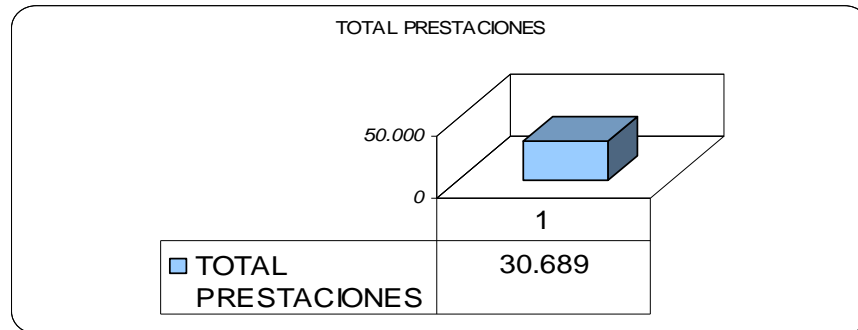 TOTAL PRESTACIONES
50.000
0
1
TOTAL
PRESTACIONES
30.689